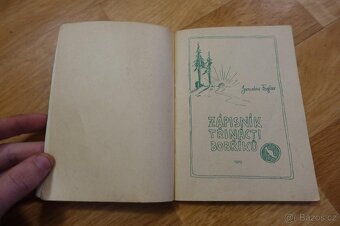 Jaroslav Foglar
ZÁPISNÍK
TŘINÁCTI
BOBŘÍKŮ
© Bazos.cz